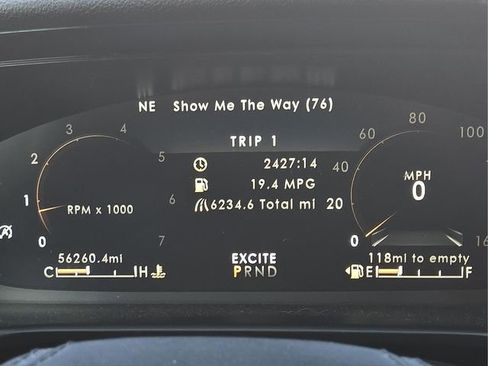 NE Show Me The Way (76)
TRIP 1
2427:14
19.4 MPG
6234.6 Total mi
0 1 2 3 4 5 6 7
RPM x 1000
0 20 40 60 80 100
MPH
0
56260.4mi
C H
EXCITE
PRND
118mi to empty
E F